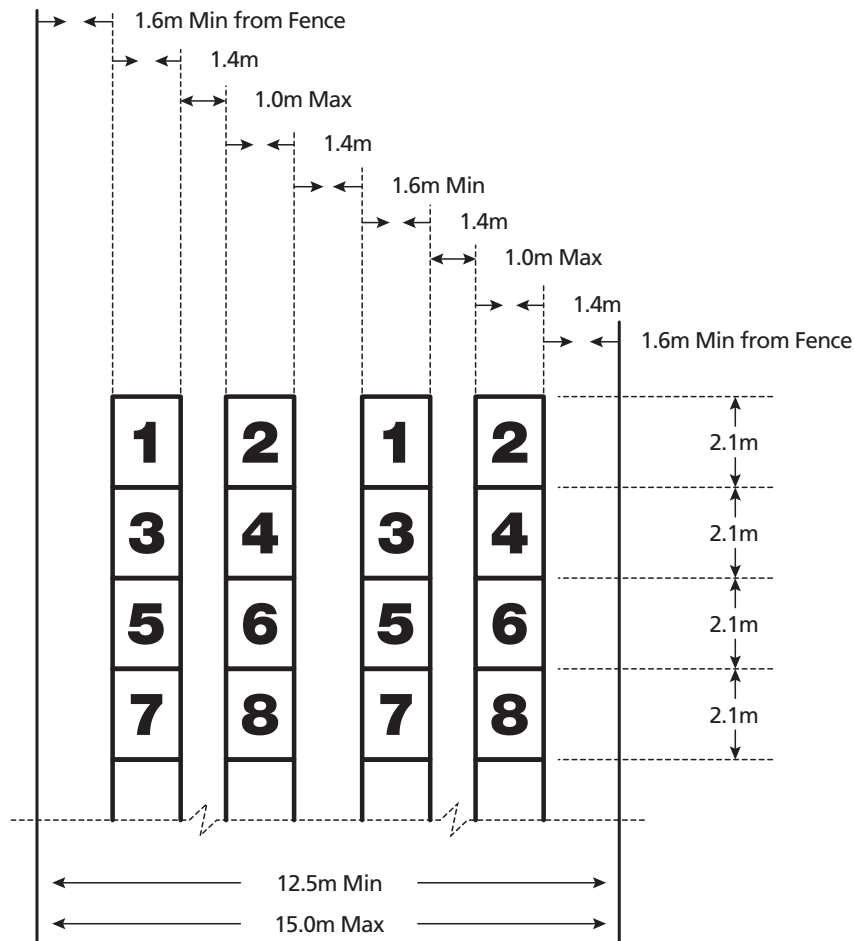 1.6m Min from Fence
1.4m
1.0m Max
1.4m
1.6m Min
1.4m
1.0m Max
1.4m
1.6m Min from Fence
1 2 1 2 2.1m
3 4 3 4 2.1m
5 6 5 6 2.1m
7 8 7 8 2.1m
12.5m Min
15.0m Max